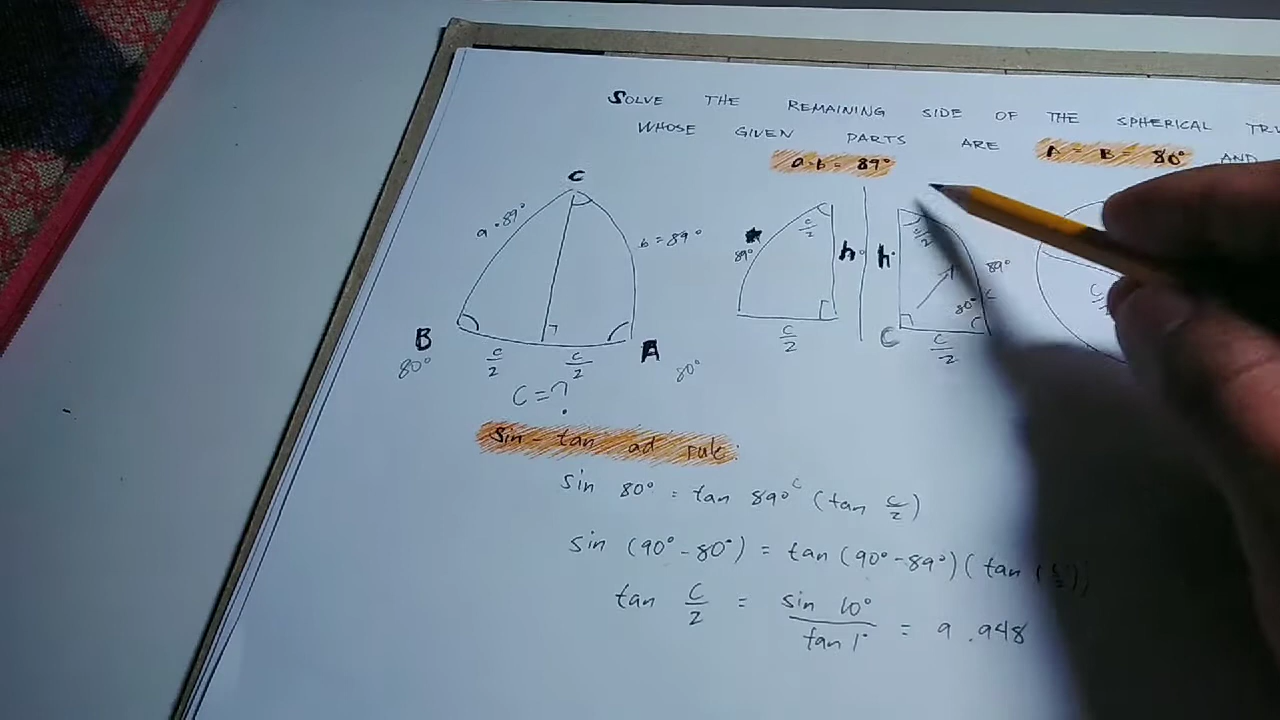 SOLVE THE REMAINING SIDE OF THE SPHERICAL
WHOSE GIVEN PARTS ARE A = B = 80° AND
a=b = 89°
C
a=89°
b = 89°
B
80°
A
80°
c/2
c/2
C = ?
89°
c/2
h
c/2
h
c/2
89°
80°
C
c/2
sin - tan ad rule:
sin 80° = tan 89°ᶜ (tan c/2)
sin (90° - 80°) = tan (90° - 89°) (tan (c/2))
tan c/2 = sin 10° / tan 1° = 9.948